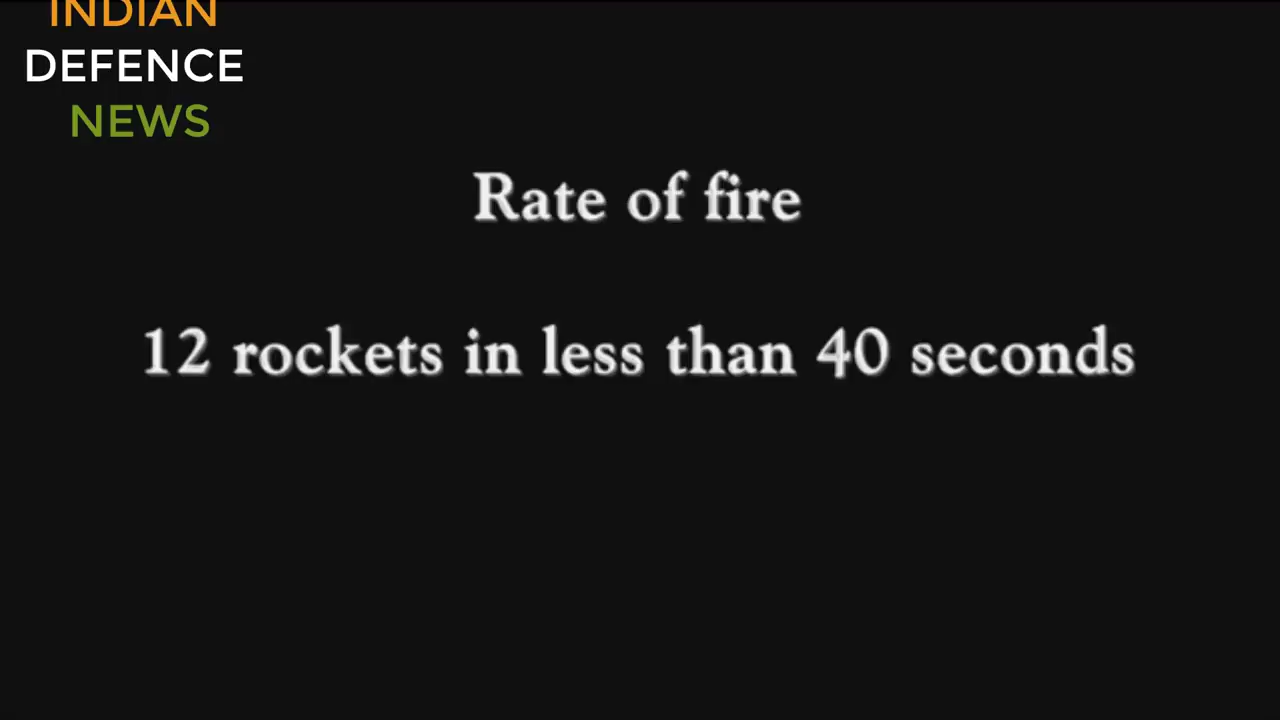 INDIAN
DEFENCE
NEWS
Rate of fire
12 rockets in less than 40 seconds